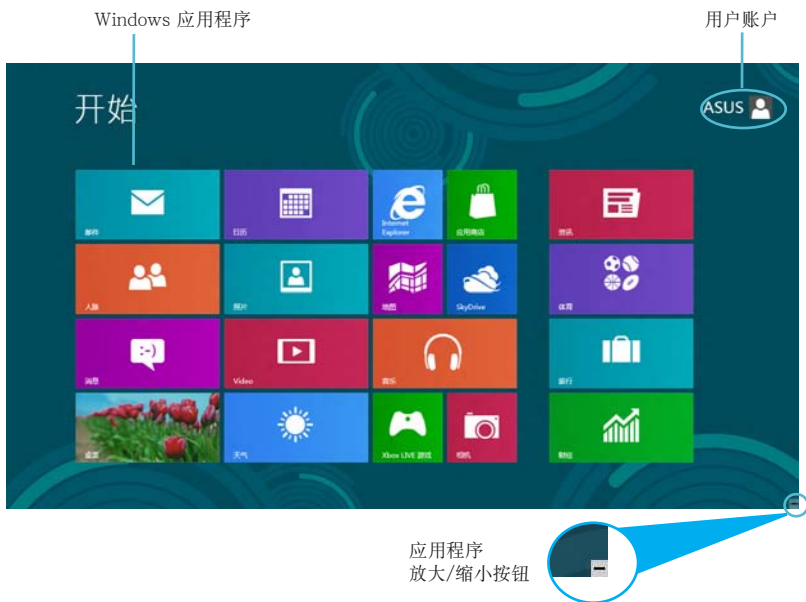 Windows 应用程序
用户账户
开始
ASUS
邮件
日历
Internet
Explorer
应用商店
资讯
人脉
照片
地图
SkyDrive
体育
消息
Video
音乐
旅行
桌面
天气
Xbox LIVE 游戏
相机
财经
应用程序
放大/缩小按钮